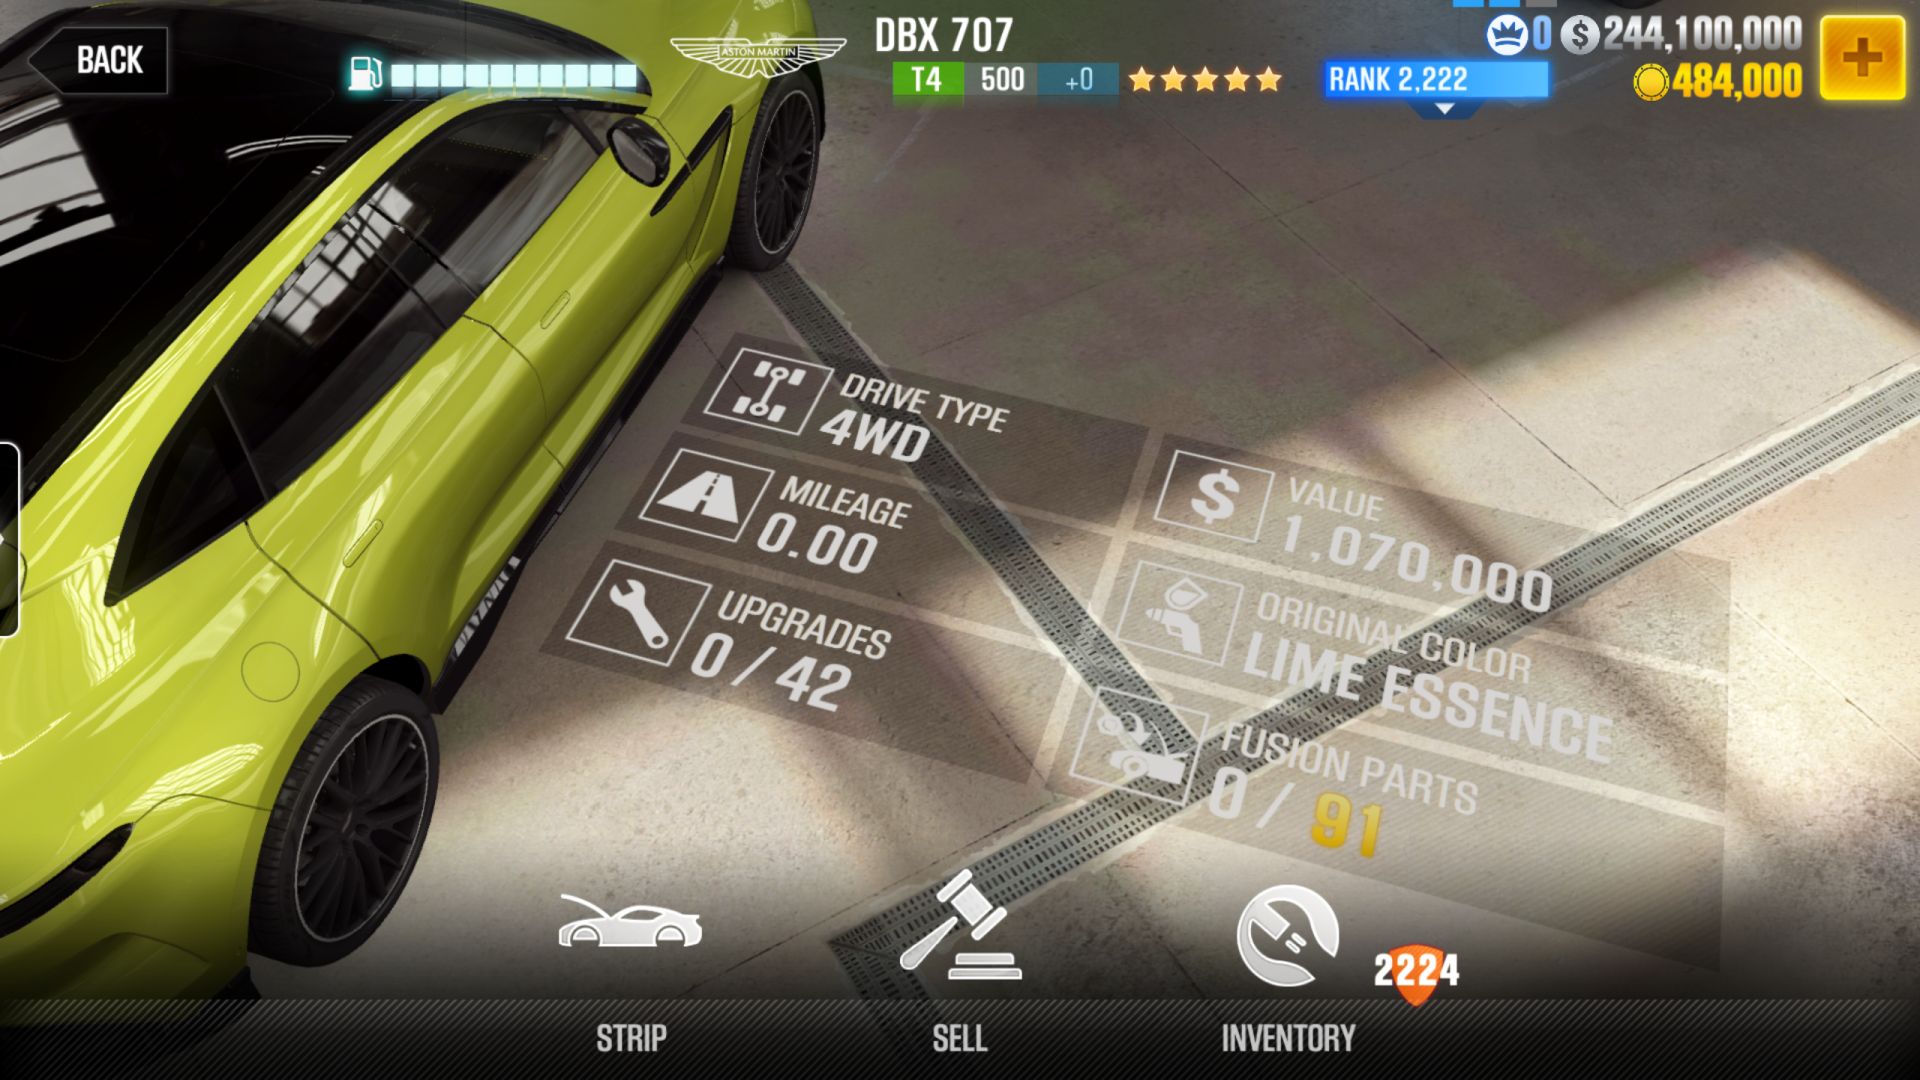 BACK
ASTON MARTIN
DBX 707
T4 500 +0
RANK 2,222
0 $ 244,100,000
484,000
DRIVE TYPE
4WD
MILEAGE
0.00
UPGRADES
0 / 42
$ VALUE
1,070,000
ORIGINAL COLOR
LIME ESSENCE
FUSION PARTS
0 / 91
2224
STRIP
SELL
INVENTORY